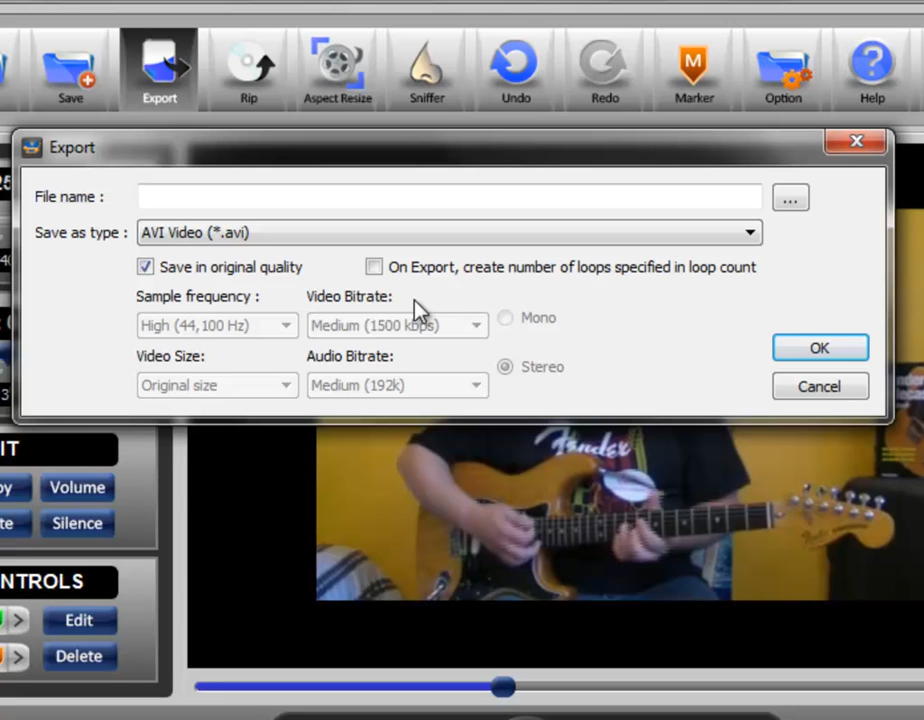 Save
Export
Rip
Aspect Resize
Sniffer
Undo
Redo
M
Marker
Option
?
Help
Export
File name :
...
Save as type :
AVI Video (*.avi)
Save in original quality
On Export, create number of loops specified in loop count
Sample frequency :
Video Bitrate:
High (44,100 Hz)
Medium (1500 kbps)
Mono
Video Size:
Audio Bitrate:
Stereo
Original size
Medium (192k)
OK
Cancel
Fender
IT
py
Volume
te
Silence
NTROLS
Edit
Delete